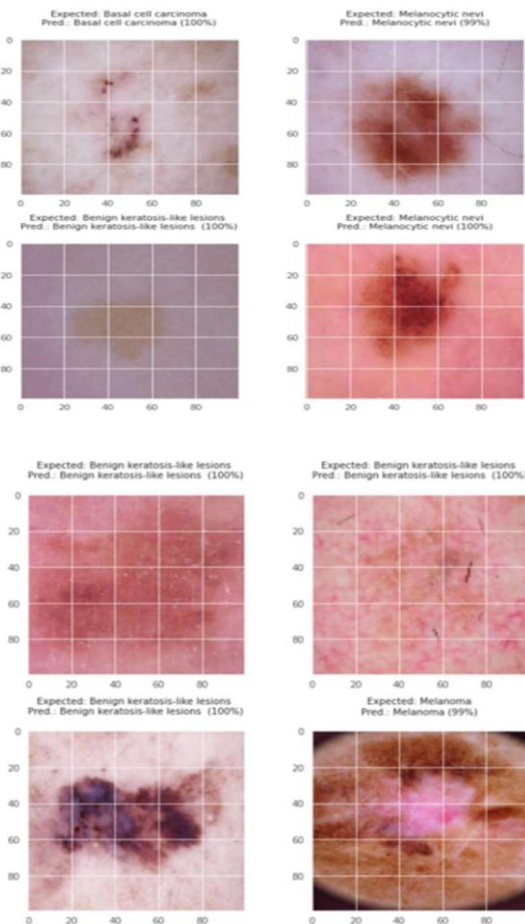 Expected: Basal cell carcinoma
Pred.: Basal cell carcinoma (100%)
0
20
40
60
80
0 20 40 60 80
Expected: Melanocytic nevi
Pred.: Melanocytic nevi (99%)
0
20
40
60
80
0 20 40 60 80
Expected: Benign keratosis-like lesions
Pred.: Benign keratosis-like lesions (100%)
0
20
40
60
80
0 20 40 60 80
Expected: Melanocytic nevi
Pred.: Melanocytic nevi (100%)
0
20
40
60
80
0 20 40 60 80
Expected: Benign keratosis-like lesions
Pred.: Benign keratosis-like lesions (100%)
0
20
40
60
80
0 20 40 60 80
Expected: Benign keratosis-like lesions
Pred.: Benign keratosis-like lesions (100%
0
20
40
60
80
0 20 40 60 80
Expected: Benign keratosis-like lesions
Pred.: Benign keratosis-like lesions (100%)
0
20
40
60
80
0 20 40 60 80
Expected: Melanoma
Pred.: Melanoma (99%)
0
20
40
60
80
0 20 40 60 80